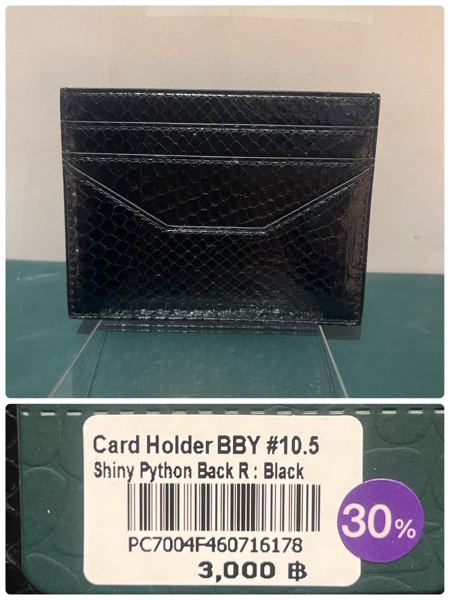 Card Holder BBY #10.5
Shiny Python Back R : Black
PC7004F460716178
3,000 ฿
30%